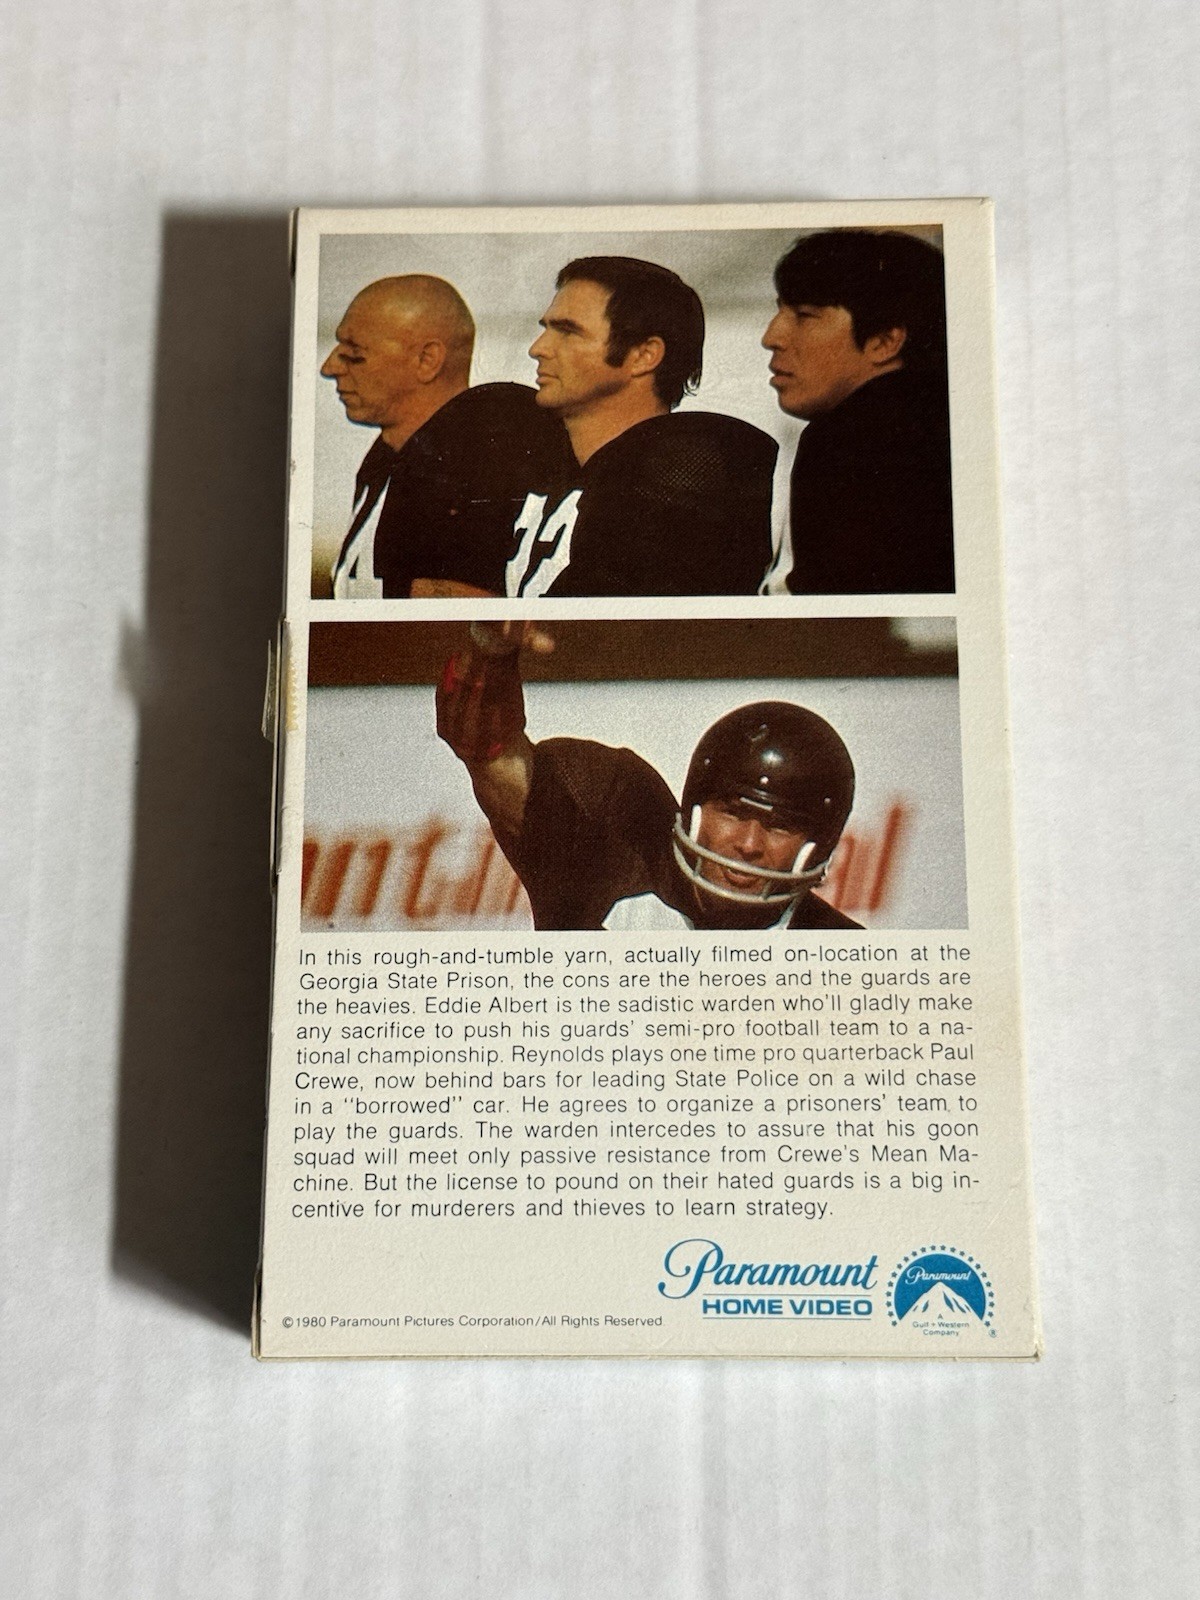 4
22
In this rough-and-tumble yarn, actually filmed on-location at the
Georgia State Prison, the cons are the heroes and the guards are
the heavies. Eddie Albert is the sadistic warden who'll gladly make
any sacrifice to push his guards' semi-pro football team to a na-
tional championship. Reynolds plays one time pro quarterback Paul
Crewe, now behind bars for leading State Police on a wild chase
in a "borrowed" car. He agrees to organize a prisoners' team to
play the guards. The warden intercedes to assure that his goon
squad will meet only passive resistance from Crewe's Mean Ma-
chine. But the license to pound on their hated guards is a big in-
centive for murderers and thieves to learn strategy.
Paramount
HOME VIDEO
Paramount
A
Gulf + Western
Company
®
©1980 Paramount Pictures Corporation/All Rights Reserved.